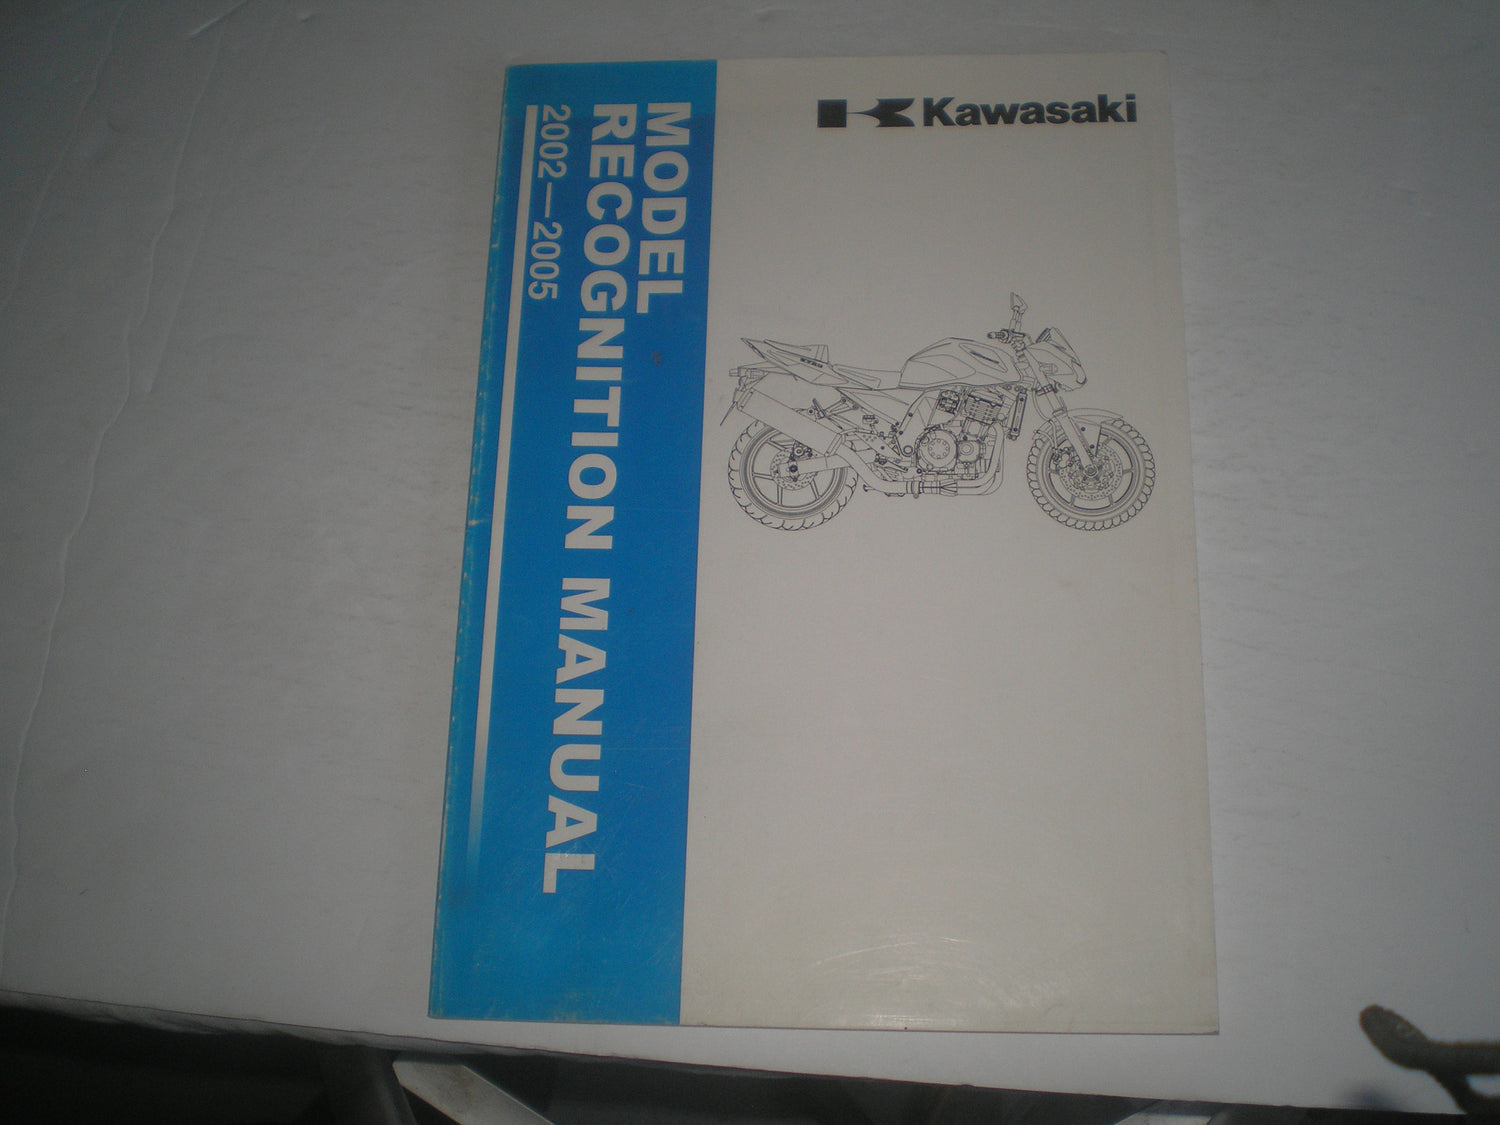 Kawasaki
MODEL
RECOGNITION MANUAL
2002—2005